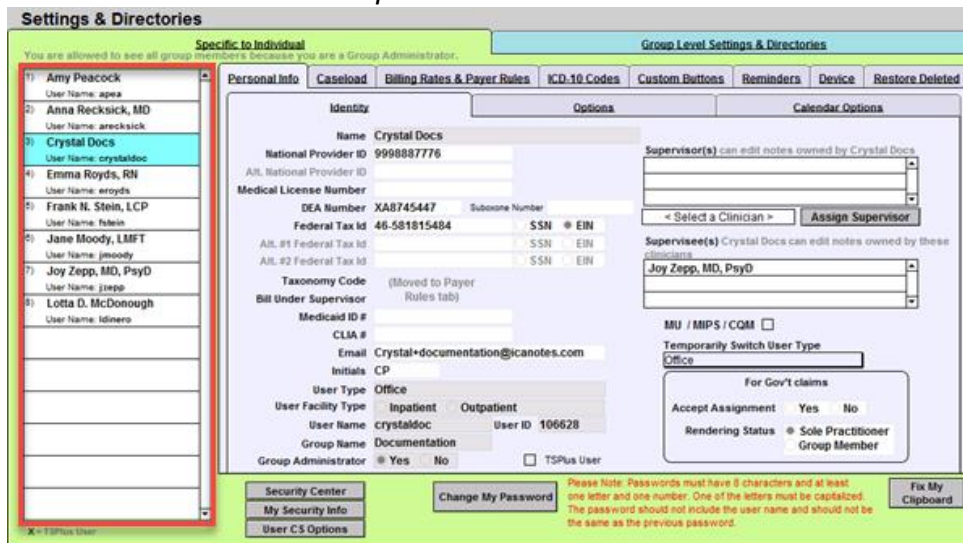 Settings & Directories
Specific to Individual
Group Level Settings & Directories
You are allowed to see all group members because you are a Group Administrator.
1) Amy Peacock
User Name: apea
2) Anna Recksick, MD
User Name: arecksick
3) Crystal Docs
User Name: crystaldoc
4) Emma Royds, RN
User Name: eroyds
5) Frank N. Stein, LCP
User Name: fstein
6) Jane Moody, LMFT
User Name: jmoody
7) Joy Zepp, MD, PsyD
User Name: jzepp
8) Lotta D. McDonough
User Name: ldinero
X = TSPlus User
Personal Info Caseload Billing Rates & Payer Rules ICD-10 Codes Custom Buttons Reminders Device Restore Deleted
Identity Options Calendar Options
Name Crystal Docs
National Provider ID 9998887776
Alt. National Provider ID
Medical License Number
DEA Number XA8745447 Suboxone Number
Federal Tax Id 46-581815484 SSN EIN
Alt. #1 Federal Tax Id SSN EIN
Alt. #2 Federal Tax Id SSN EIN
Taxonomy Code (Moved to Payer
Bill Under Supervisor Rules tab)
Medicaid ID #
CLIA #
Email Crystal+documentation@icanotes.com
Initials CP
User Type Office
User Facility Type Inpatient Outpatient
User Name crystaldoc User ID 106628
Group Name Documentation
Group Administrator Yes No TSPlus User
Supervisor(s) can edit notes owned by Crystal Docs
< Select a Clinician > Assign Supervisor
Supervisee(s) Crystal Docs can edit notes owned by these
clinicians
Joy Zepp, MD, PsyD
MU / MIPS / CQM
Temporarily Switch User Type
Office
For Gov't claims
Accept Assignment Yes No
Rendering Status Sole Practitioner
Group Member
Security Center
My Security Info
User CS Options
Change My Password
Please Note: Passwords must have 8 characters and at least
one letter and one number. One of the letters must be capitalized.
The password should not include the user name and should not be
the same as the previous password.
Fix My
Clipboard